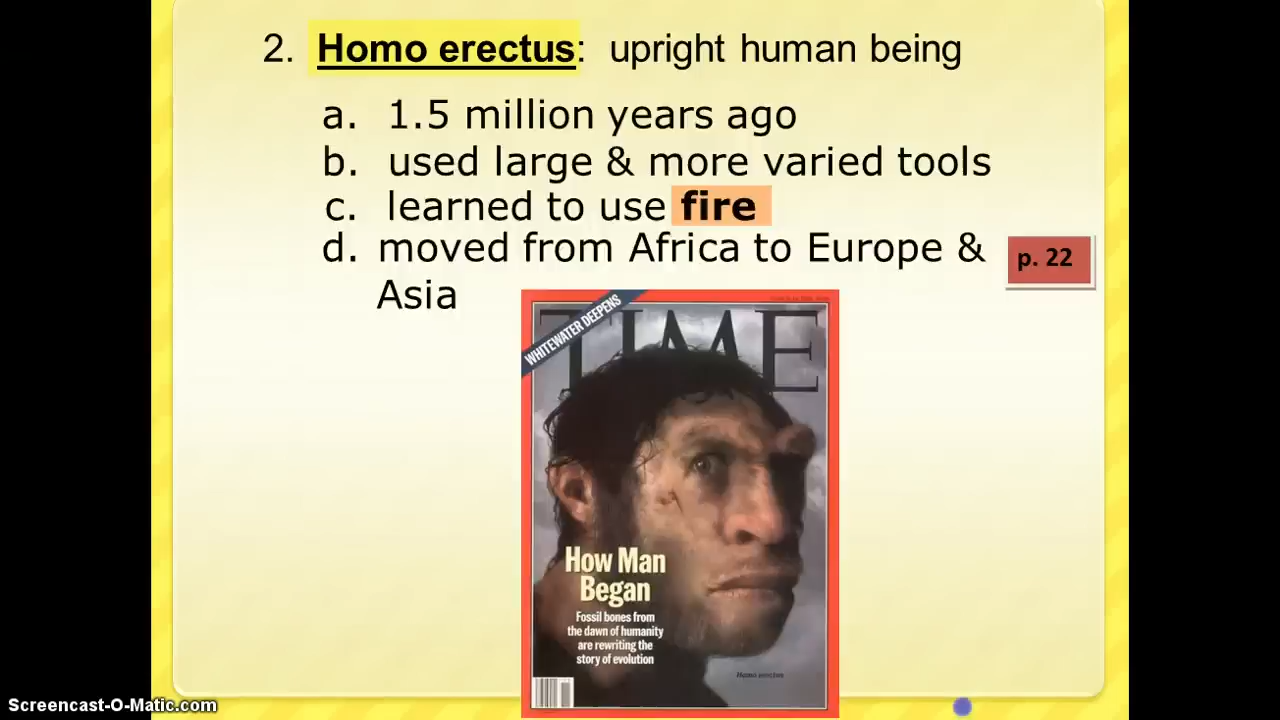 2. Homo erectus: upright human being
a. 1.5 million years ago
b. used large & more varied tools
c. learned to use fire
d. moved from Africa to Europe &
Asia
p. 22
WHITEWATER DEEPENS
TIME
How Man
Began
Fossil bones from
the dawn of humanity
are rewriting the
story of evolution
Homo erectus
Screencast-O-Matic.com